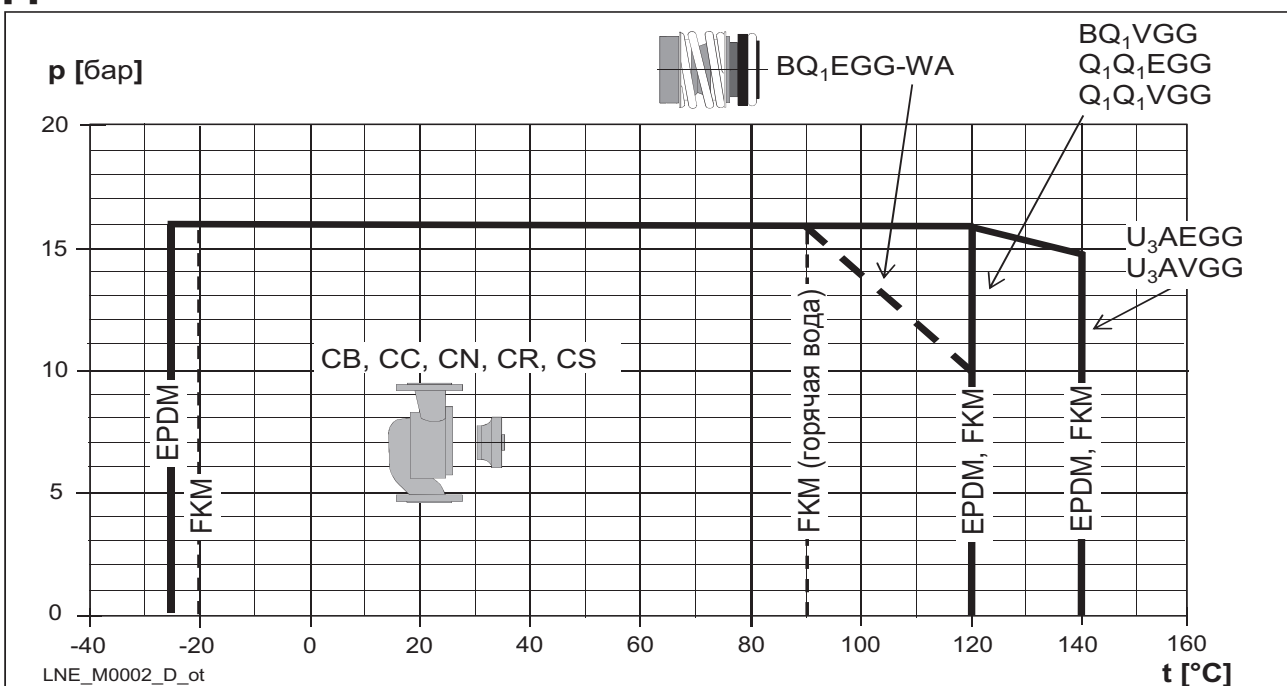 p [бар]
BQ₁EGG-WA
BQ₁VGG
Q₁Q₁EGG
Q₁Q₁VGG
20
15
10
5
0
U₃AEGG
U₃AVGG
CB, CC, CN, CR, CS
EPDM
FKM
FKM (горячая вода)
EPDM, FKM
EPDM, FKM
-40
-20
0
20
40
60
80
100
120
140
160
LNE_M0002_D_ot
t [°C]